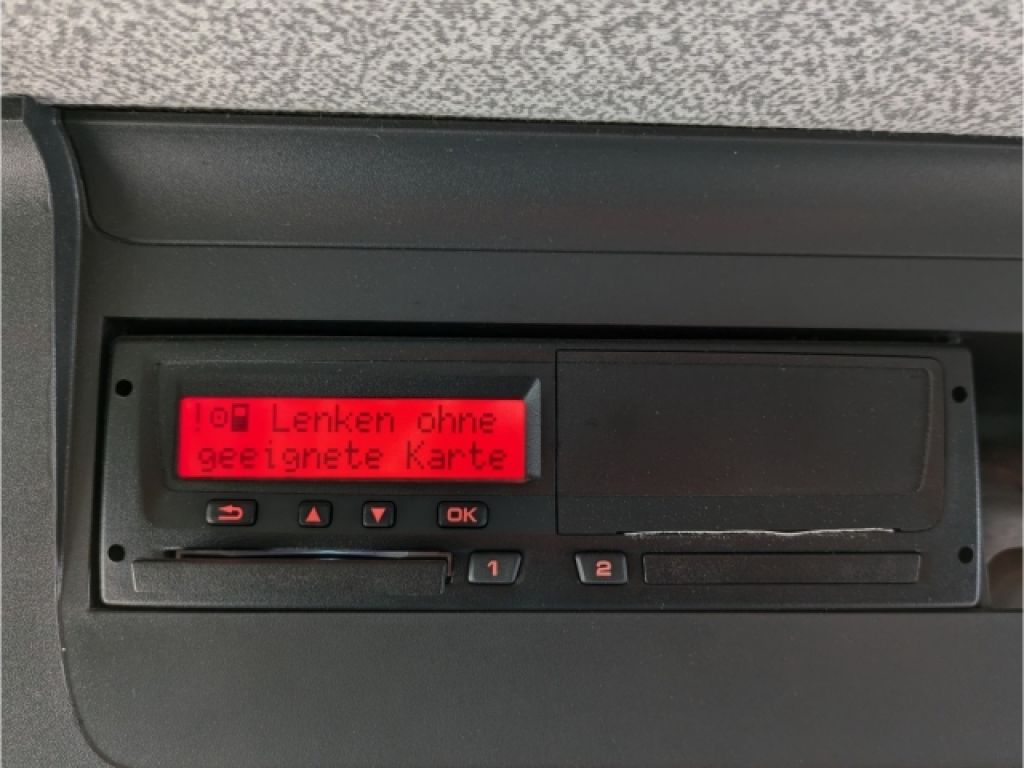 ! Lenken ohne
geeignete Karte
OK
1 2